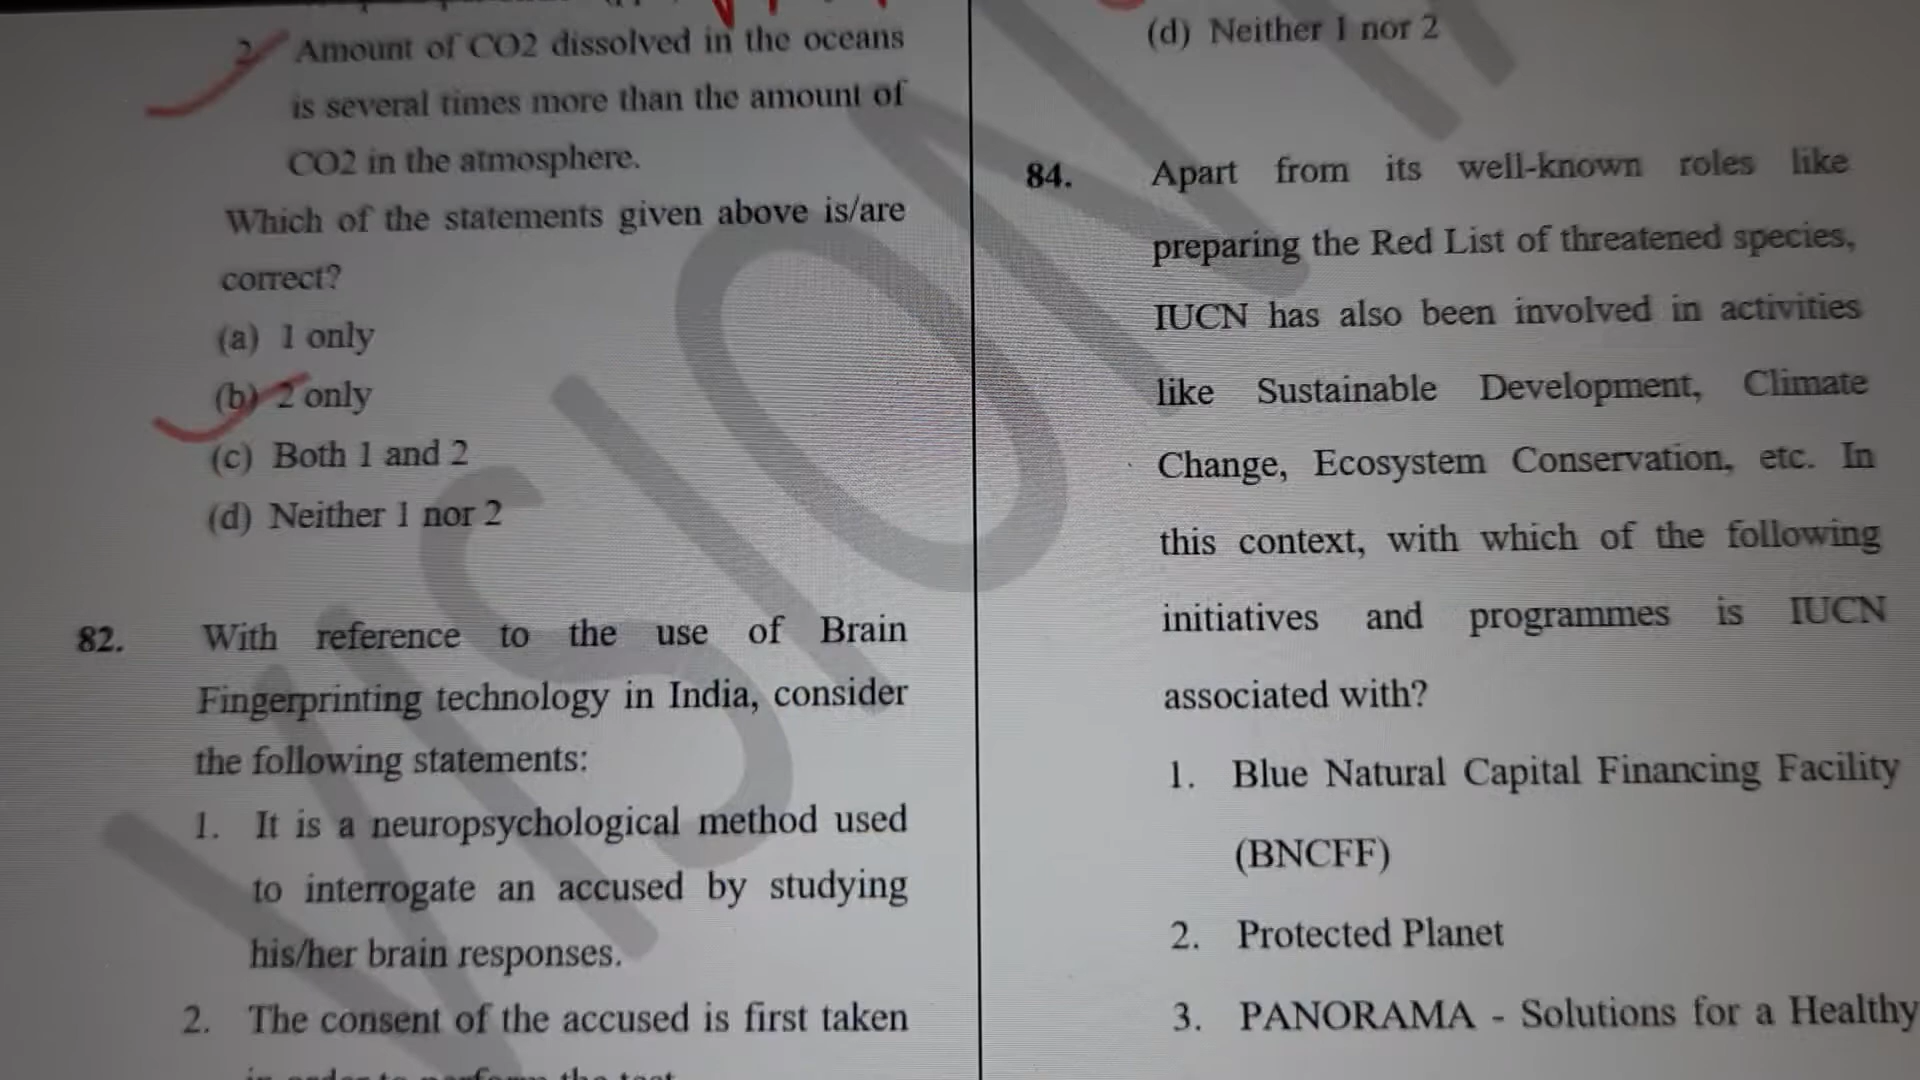 2. Amount of CO2 dissolved in the oceans
is several times more than the amount of
CO2 in the atmosphere.
Which of the statements given above is/are
correct?
(a) 1 only
(b) 2 only
(c) Both 1 and 2
(d) Neither 1 nor 2
82. With reference to the use of Brain
Fingerprinting technology in India, consider
the following statements:
1. It is a neuropsychological method used
to interrogate an accused by studying
his/her brain responses.
2. The consent of the accused is first taken
in order to perform the test
(d) Neither 1 nor 2
84. Apart from its well-known roles like
preparing the Red List of threatened species,
IUCN has also been involved in activities
like Sustainable Development, Climate
Change, Ecosystem Conservation, etc. In
this context, with which of the following
initiatives and programmes is IUCN
associated with?
1. Blue Natural Capital Financing Facility
(BNCFF)
2. Protected Planet
3. PANORAMA - Solutions for a Healthy
VISION